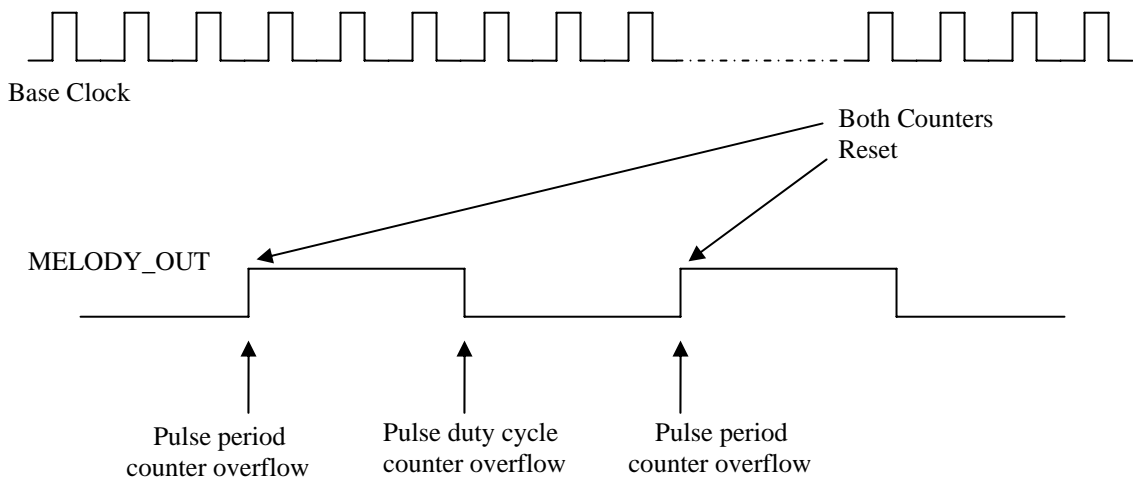 Base Clock
Both Counters
Reset
MELODY_OUT
Pulse period
counter overflow
Pulse duty cycle
counter overflow
Pulse period
counter overflow